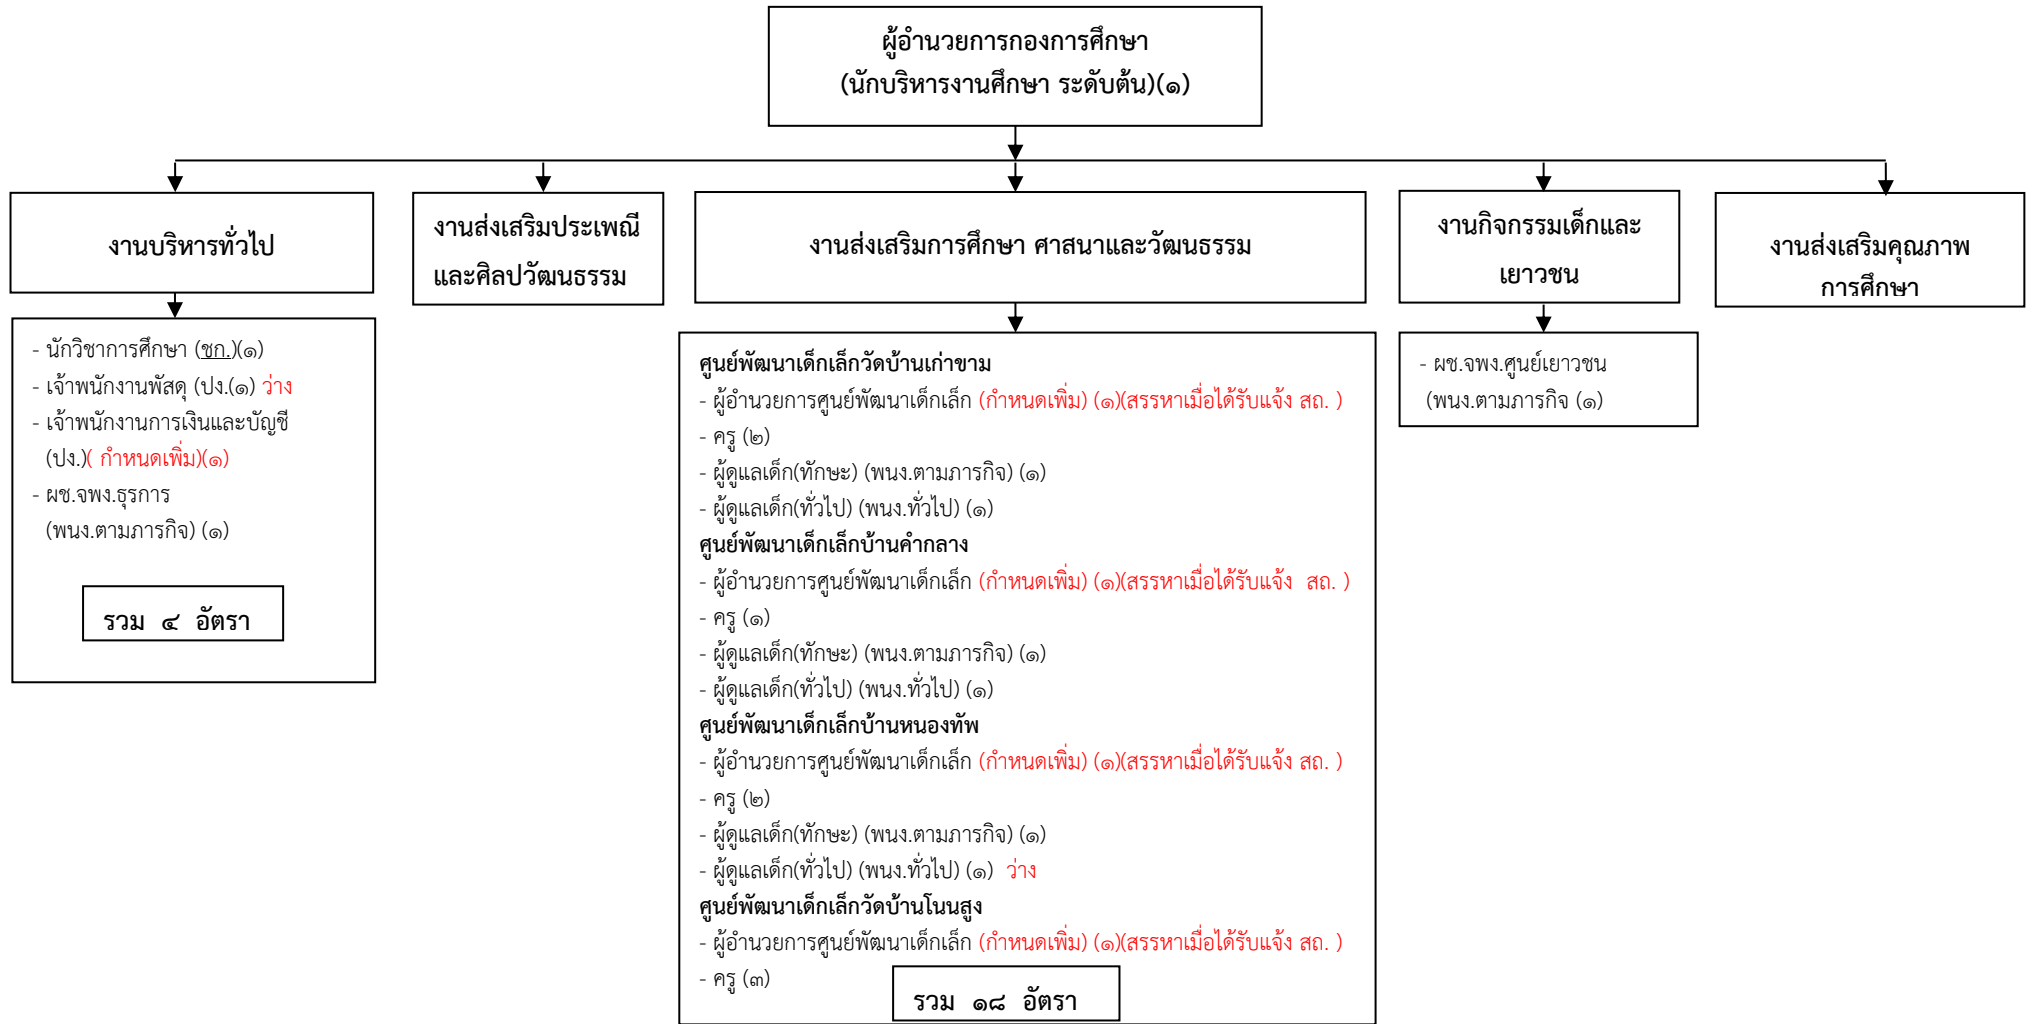 ผู้อำนวยการกองการศึกษา
(นักบริหารงานศึกษา ระดับต้น)(๑)
งานบริหารทั่วไป
งานส่งเสริมประเพณี
และศิลปวัฒนธรรม
งานส่งเสริมการศึกษา ศาสนาและวัฒนธรรม
งานกิจกรรมเด็กและ
เยาวชน
งานส่งเสริมคุณภาพ
การศึกษา
- นักวิชาการศึกษา (ชก.)(๑)
- เจ้าพนักงานพัสดุ (ปง.(๑) ว่าง
- เจ้าพนักงานการเงินและบัญชี
(ปง.)( กำหนดเพิ่ม)(๑)
- ผช.จพง.ธุรการ
(พนง.ตามภารกิจ) (๑)
รวม ๔ อัตรา
ศูนย์พัฒนาเด็กเล็กวัดบ้านเก่าขาม
- ผู้อำนวยการศูนย์พัฒนาเด็กเล็ก (กำหนดเพิ่ม) (๑)(สรรหาเมื่อได้รับแจ้ง สถ. )
- ครู (๒)
- ผู้ดูแลเด็ก(ทักษะ) (พนง.ตามภารกิจ) (๑)
- ผู้ดูแลเด็ก(ทั่วไป) (พนง.ทั่วไป) (๑)
ศูนย์พัฒนาเด็กเล็กบ้านคำกลาง
- ผู้อำนวยการศูนย์พัฒนาเด็กเล็ก (กำหนดเพิ่ม) (๑)(สรรหาเมื่อได้รับแจ้ง สถ. )
- ครู (๑)
- ผู้ดูแลเด็ก(ทักษะ) (พนง.ตามภารกิจ) (๑)
- ผู้ดูแลเด็ก(ทั่วไป) (พนง.ทั่วไป) (๑)
ศูนย์พัฒนาเด็กเล็กบ้านหนองทัพ
- ผู้อำนวยการศูนย์พัฒนาเด็กเล็ก (กำหนดเพิ่ม) (๑)(สรรหาเมื่อได้รับแจ้ง สถ. )
- ครู (๒)
- ผู้ดูแลเด็ก(ทักษะ) (พนง.ตามภารกิจ) (๑)
- ผู้ดูแลเด็ก(ทั่วไป) (พนง.ทั่วไป) (๑) ว่าง
ศูนย์พัฒนาเด็กเล็กวัดบ้านโนนสูง
- ผู้อำนวยการศูนย์พัฒนาเด็กเล็ก (กำหนดเพิ่ม) (๑)(สรรหาเมื่อได้รับแจ้ง สถ. )
- ครู (๓)
รวม ๑๘ อัตรา
- ผช.จพง.ศูนย์เยาวชน
(พนง.ตามภารกิจ (๑)